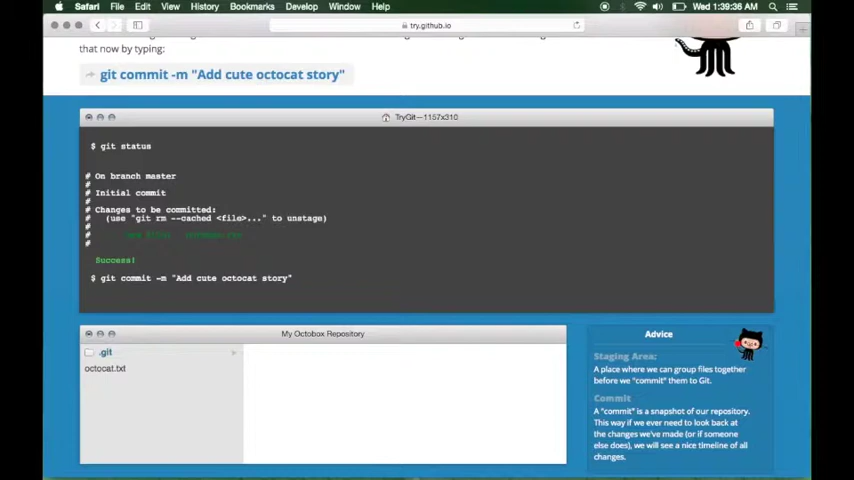 Safari File Edit View History Bookmarks Develop Window Help
Wed 1:39:36 AM
try.github.io
that now by typing:
git commit -m "Add cute octocat story"
TryGit — 1157x310
$ git status
# On branch master
#
# Initial commit
#
# Changes to be committed:
# (use "git rm --cached <file>..." to unstage)
#
#
#
Success!
$ git commit -m "Add cute octocat story"
My Octobox Repository
.git
octocat.txt
Advice
Staging Area:
A place where we can group files together
before we "commit" them to Git.
Commit
A "commit" is a snapshot of our repository.
This way if we ever need to look back at
the changes we've made (or if someone
else does), we will see a nice timeline of all
changes.